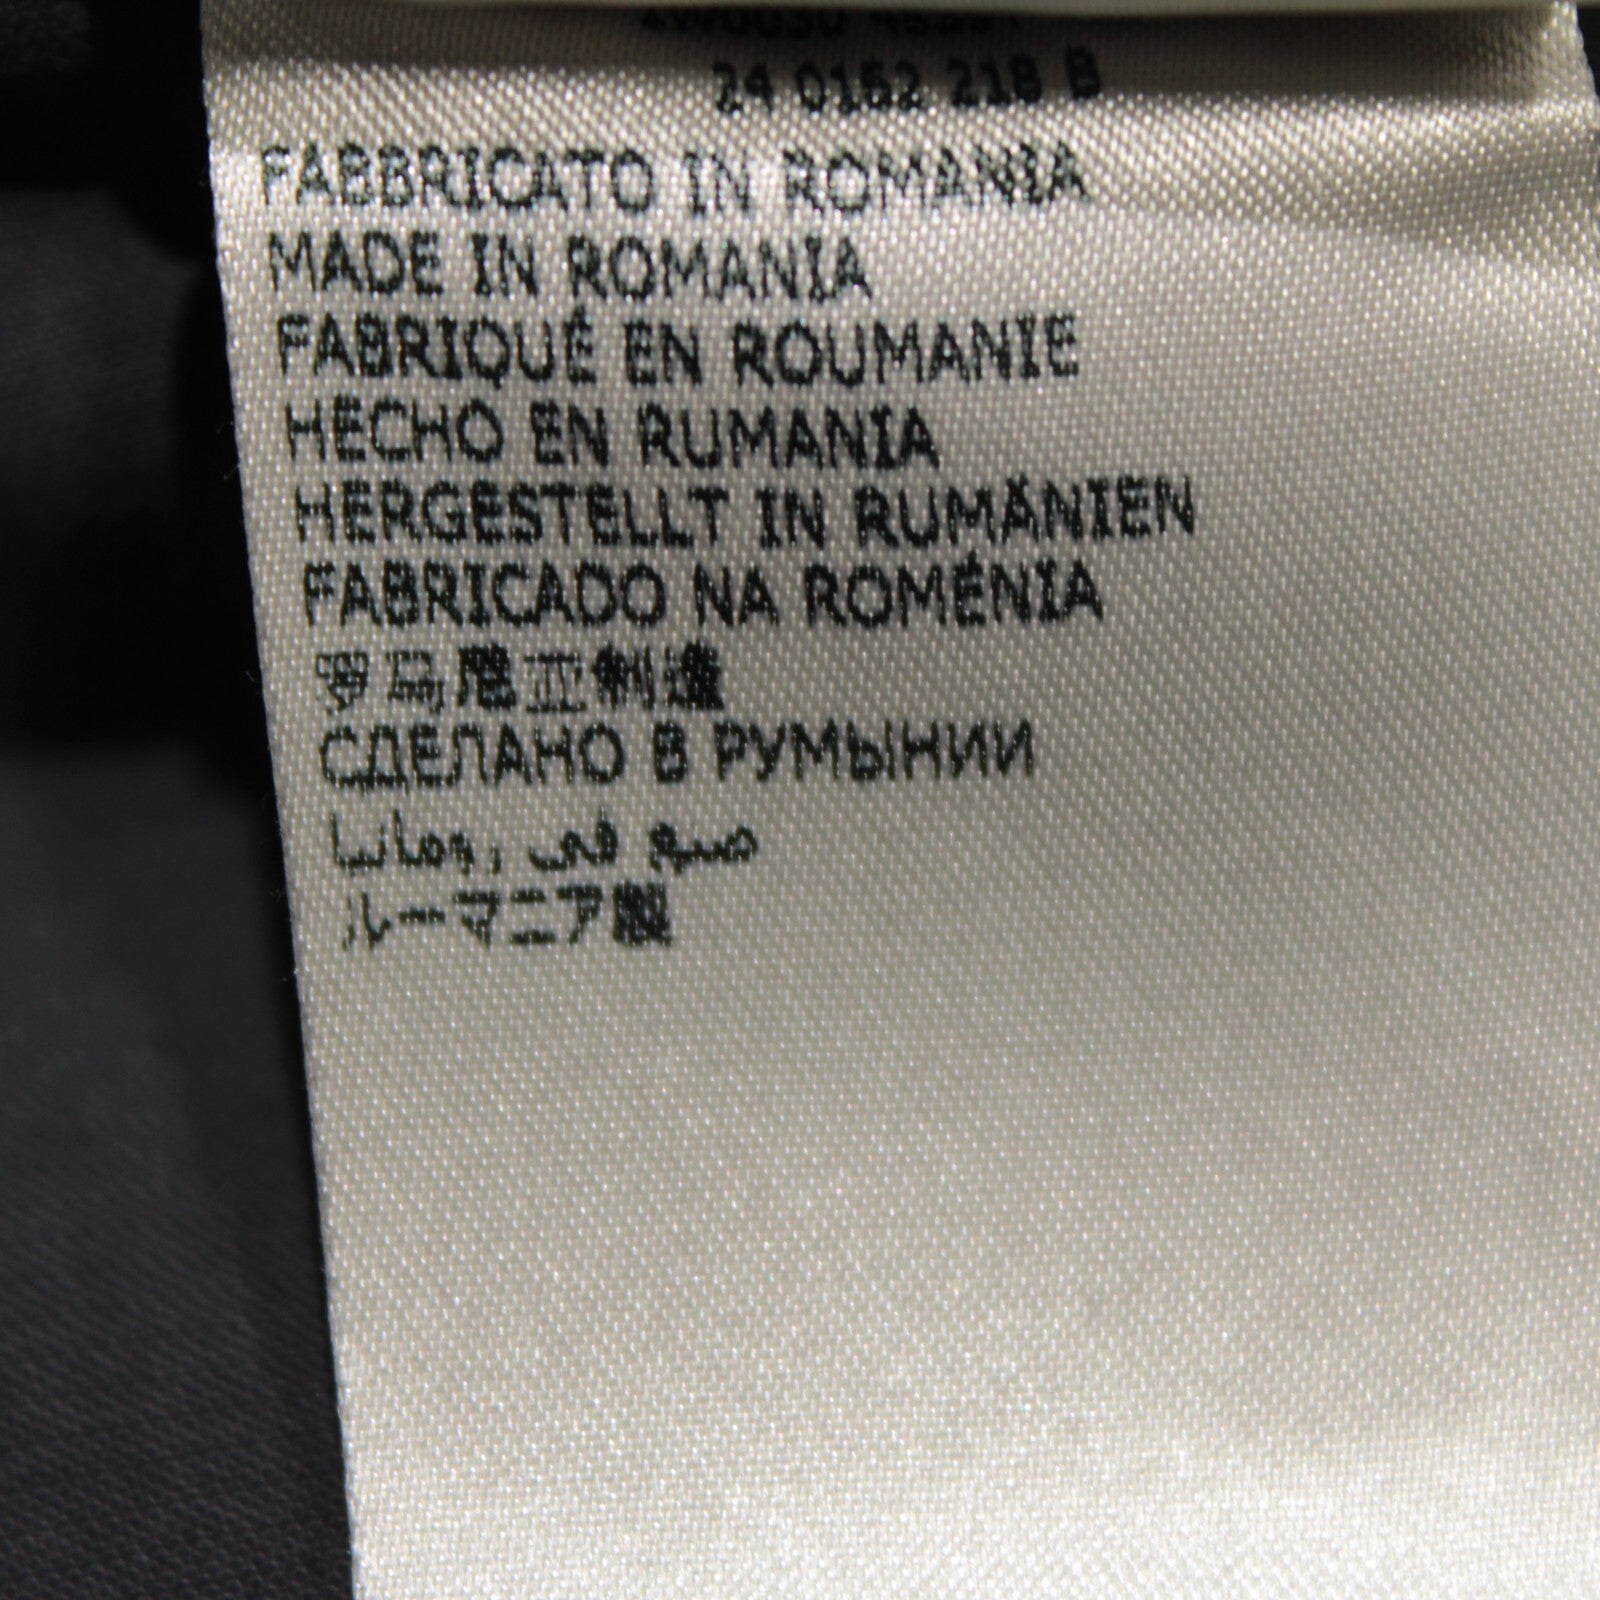 24 0162 218 B
FABBRICATO IN ROMANIA
MADE IN ROMANIA
FABRIQUÉ EN ROUMANIE
HECHO EN RUMANIA
HERGESTELLT IN RUMÄNIEN
FABRICADO NA ROMÉNIA
罗马尼亚制造
СДЕЛАНО В РУМЫНИИ
صنع في رومانيا
ルーマニア製